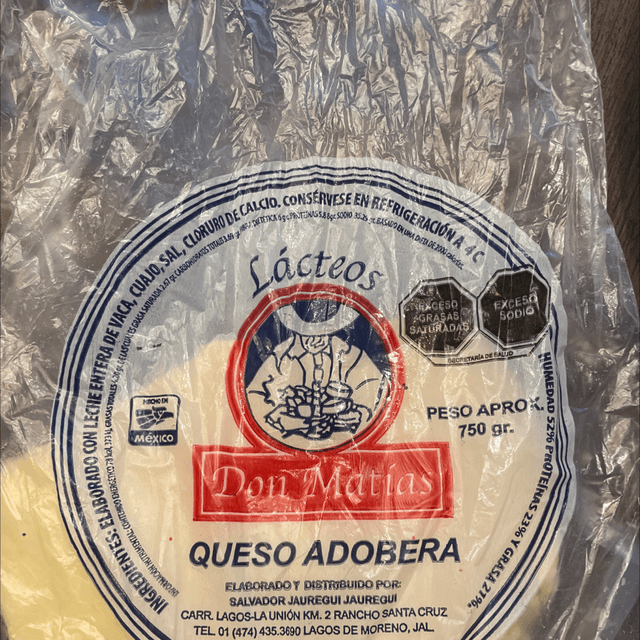 INGREDIENTES: ELABORADO CON LECHE ENTERA DE VACA, CUAJO, SAL, CLORURO DE CALCIO. CONSÉRVESE EN REFRIGERACIÓN A 4 C
HUMEDAD 52% PROTEINAS 23% Y GRASA 21%.
Lácteos
EXCESO
GRASAS
SATURADAS
EXCESO
SODIO
SECRETARÍA DE SALUD
HECHO EN
MÉXICO
PESO APROX.
750 gr.
Don Matías
QUESO ADOBERA
ELABORADO Y DISTRIBUIDO POR:
SALVADOR JAUREGUI JAUREGUI
CARR. LAGOS-LA UNIÓN KM. 2 RANCHO SANTA CRUZ
TEL. 01 (474) 435.3690 LAGOS DE MORENO, JAL.